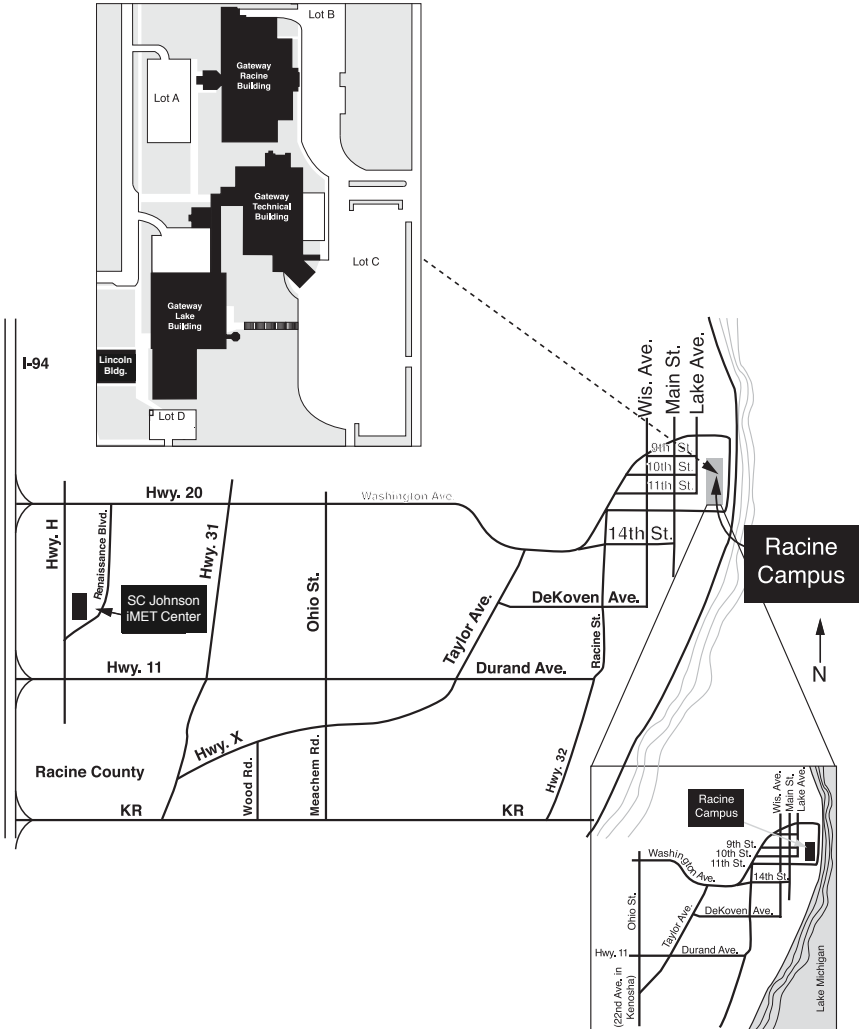 Lot B
Gateway
Racine
Building
Lot A
Gateway
Technical
Building
Lot C
Gateway
Lake
Building
Lincoln
Bldg.
Lot D
I-94
Wis. Ave.
Main St.
Lake Ave.
9th St.
10th St.
11th St.
Hwy. 20
Washington Ave.
14th St.
Racine
Campus
Hwy. H
Renaissance Blvd.
Hwy. 31
Ohio St.
SC Johnson
iMET Center
Taylor Ave.
DeKoven Ave.
Racine St.
N
Hwy. 11
Durand Ave.
Hwy. X
Racine County
Wood Rd.
Meachem Rd.
Hwy. 32
KR
KR
Wis. Ave.
Main St.
Lake Ave.
Racine
Campus
9th St.
10th St.
11th St.
Washington Ave.
14th St.
Ohio St.
Taylor Ave.
DeKoven Ave.
Hwy. 11
Durand Ave.
(22nd Ave. in
Kenosha)
Lake Michigan